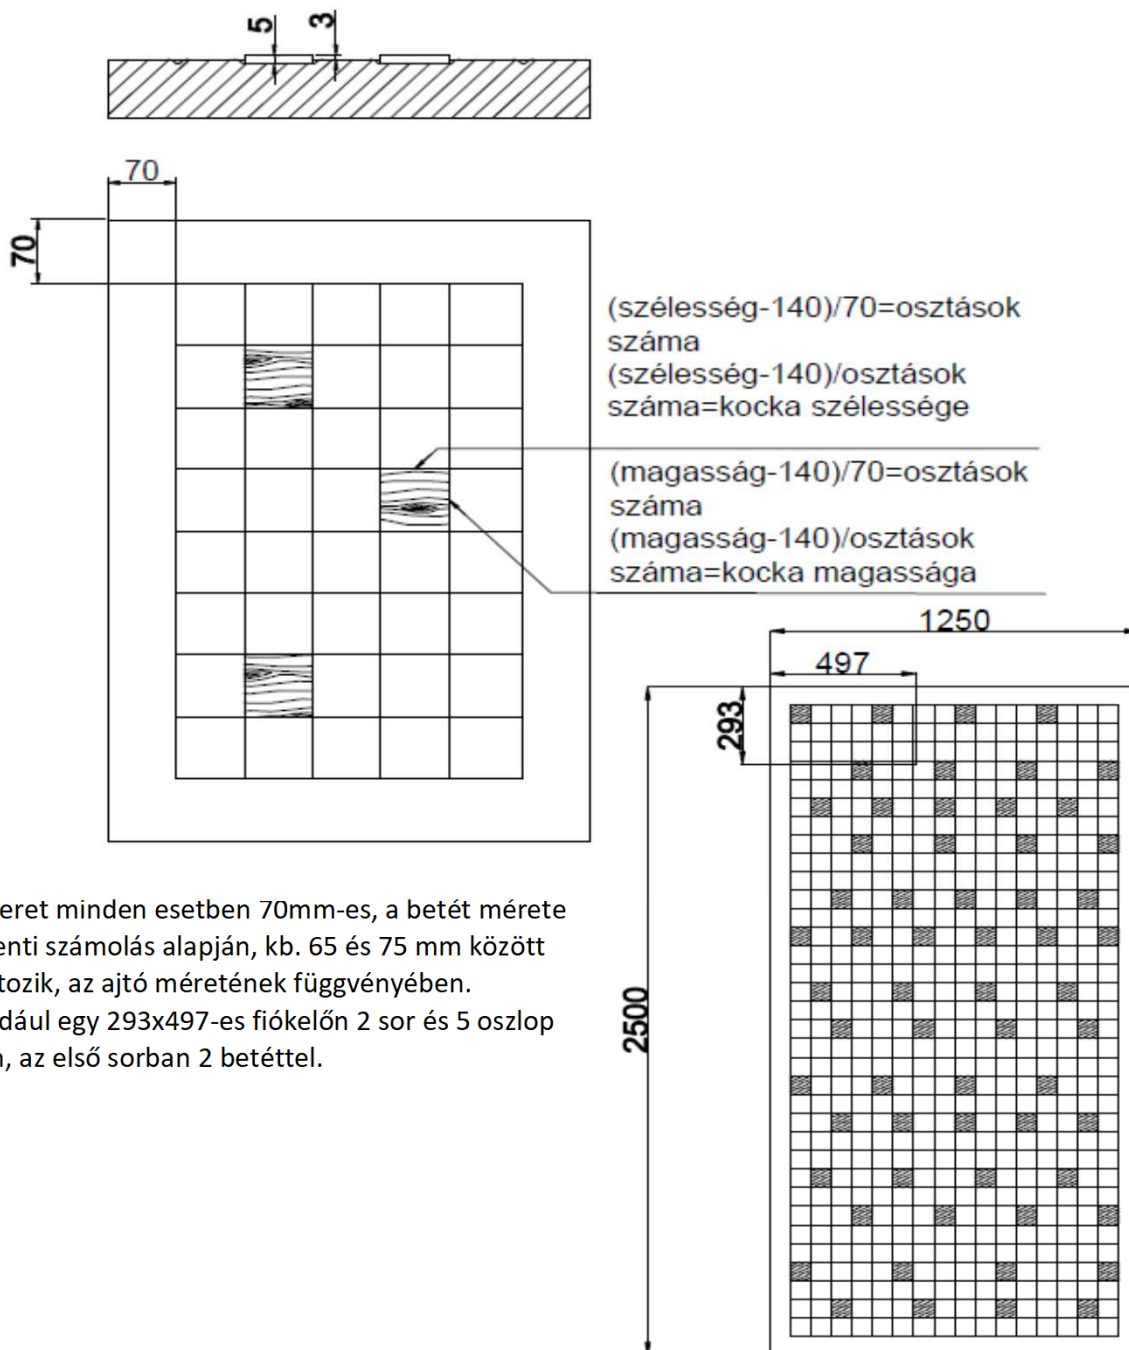 5
3
70
70
(szélesség-140)/70=osztások
száma
(szélesség-140)/osztások
száma=kocka szélessége
(magasság-140)/70=osztások
száma
(magasság-140)/osztások
száma=kocka magassága
1250
497
293
2500
eret minden esetben 70mm-es, a betét mérete
enti számolás alapján, kb. 65 és 75 mm között
tozik, az ajtó méretének függvényében.
dául egy 293x497-es fiókelőn 2 sor és 5 oszlop
, az első sorban 2 betéttel.